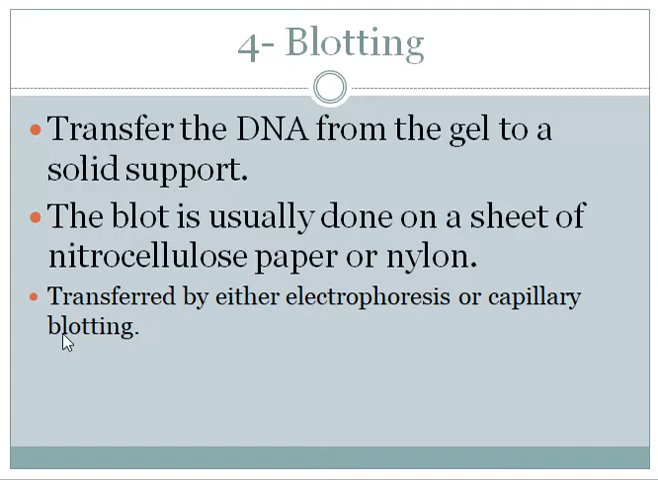 4- Blotting
Transfer the DNA from the gel to a
solid support.
The blot is usually done on a sheet of
nitrocellulose paper or nylon.
Transferred by either electrophoresis or capillary
blotting.